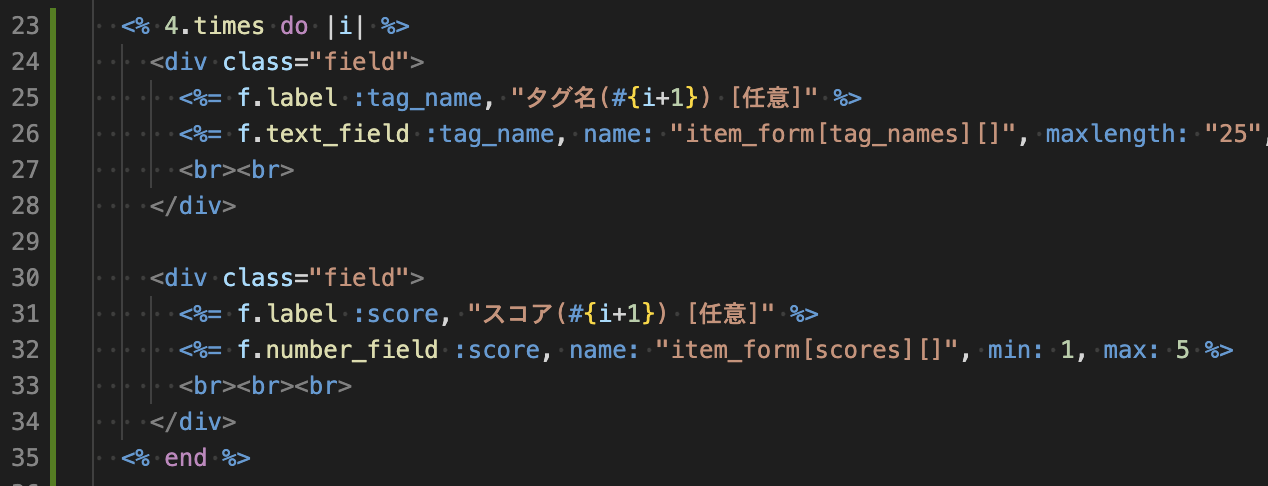 23 <% 4.times do |i| %>
24 <div class="field">
25 <%= f.label :tag_name, "タグ名(#{i+1}) [任意]" %>
26 <%= f.text_field :tag_name, name: "item_form[tag_names][]", maxlength: "25",
27 <br><br>
28 </div>
29
30 <div class="field">
31 <%= f.label :score, "スコア(#{i+1}) [任意]" %>
32 <%= f.number_field :score, name: "item_form[scores][]", min: 1, max: 5 %>
33 <br><br><br>
34 </div>
35 <% end %>